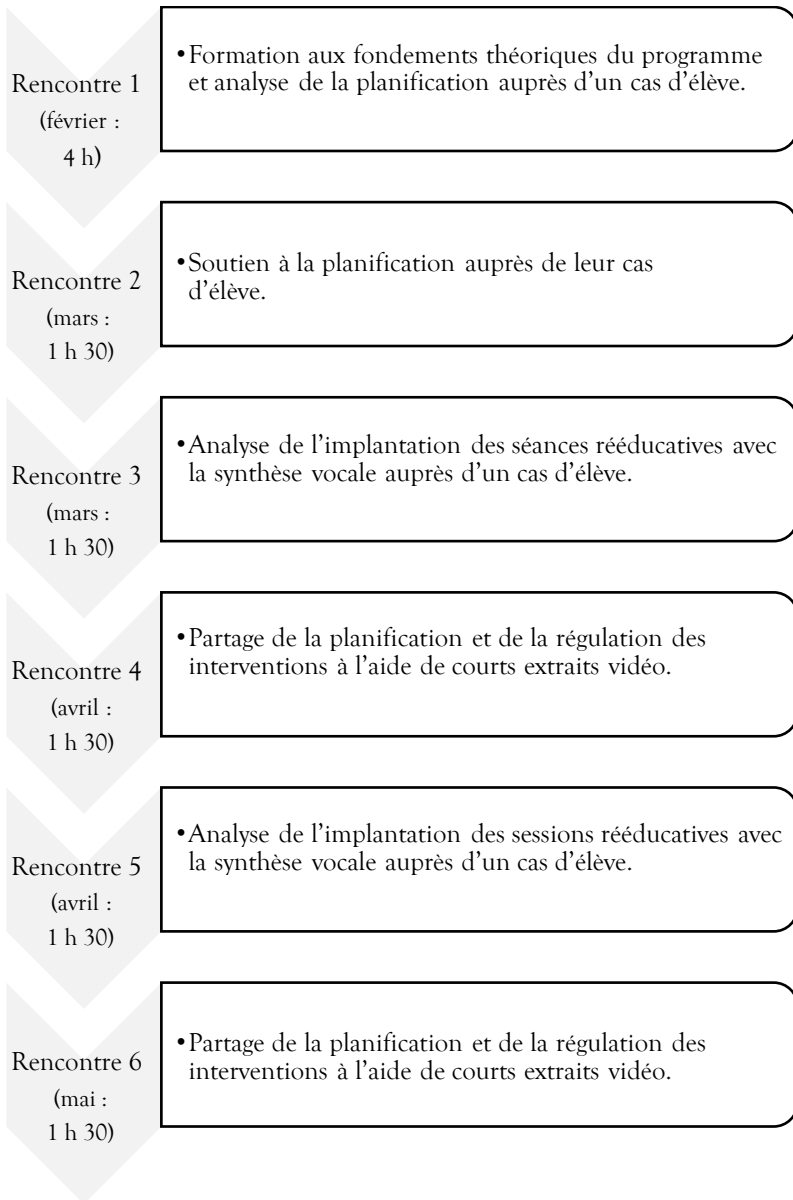 Rencontre 1
(février :
4 h)
•Formation aux fondements théoriques du programme
et analyse de la planification auprès d’un cas d’élève.
Rencontre 2
(mars :
1 h 30)
•Soutien à la planification auprès de leur cas
d’élève.
Rencontre 3
(mars :
1 h 30)
•Analyse de l’implantation des séances rééducatives avec
la synthèse vocale auprès d’un cas d’élève.
Rencontre 4
(avril :
1 h 30)
•Partage de la planification et de la régulation des
interventions à l’aide de courts extraits vidéo.
Rencontre 5
(avril :
1 h 30)
•Analyse de l’implantation des sessions rééducatives avec
la synthèse vocale auprès d’un cas d’élève.
Rencontre 6
(mai :
1 h 30)
•Partage de la planification et de la régulation des
interventions à l’aide de courts extraits vidéo.